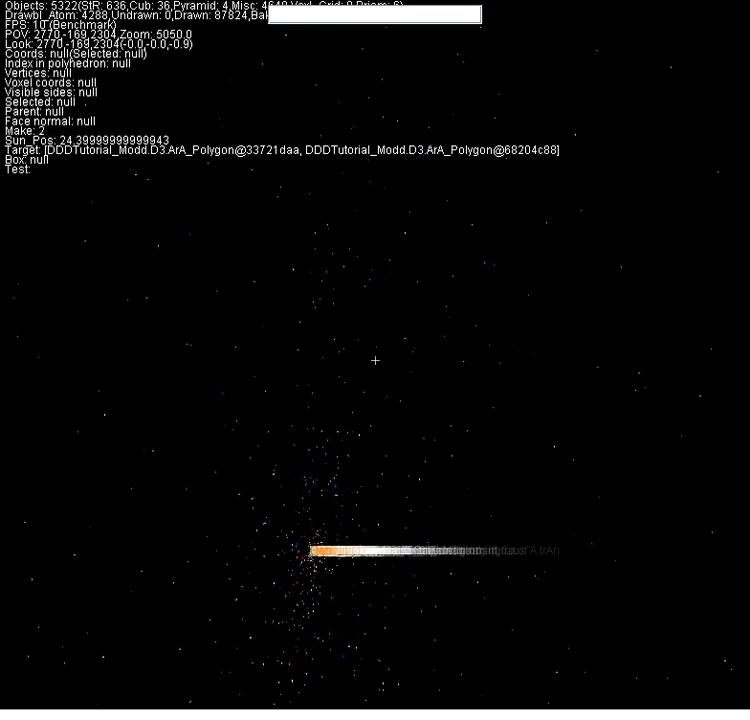 Objects: 5322(StR: 636,Cub: 36,Pyramid: 4,Misc: 4640,Voxl_Grid: 0,Prism: 6)
Drawbl_Atom: 4288,Undrawn: 0,Drawn: 87824,
FPS: 10T(Benchmark)
POV: 2770,-169,2304,Zoom: 5050.0
Look: 2770,-169,2304(-0.0,-0.0,-0.9)
Coords: null(Selected: null)
Index in polyhedron: null
Vertices: null
Voxel coords: null
Visible sides: null
Selected: null
Parent: null
Face normal: null
Make: 2
Sun_Pos: 24.39999999999943
Target: [DDDTutorial_Modd.D3.ArA_Polygon@33721daa, DDDTutorial_Modd.D3.ArA_Polygon@68204c88]
Box: null
Test: